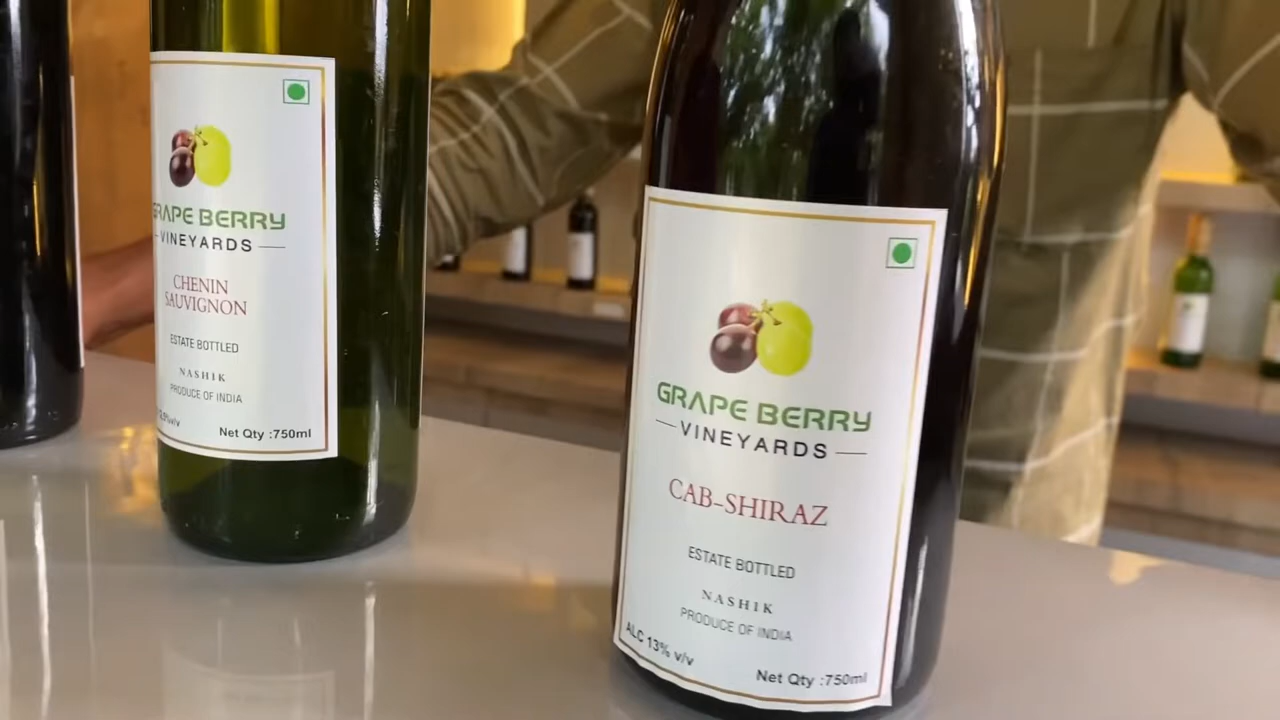 GRAPE BERRY
VINEYARDS
CHENIN
SAUVIGNON
ESTATE BOTTLED
NASHIK
PRODUCE OF INDIA
Net Qty :750ml
GRAPE BERRY
VINEYARDS
CAB-SHIRAZ
ESTATE BOTTLED
NASHIK
PRODUCE OF INDIA
ALC 13% v/v
Net Qty :750ml